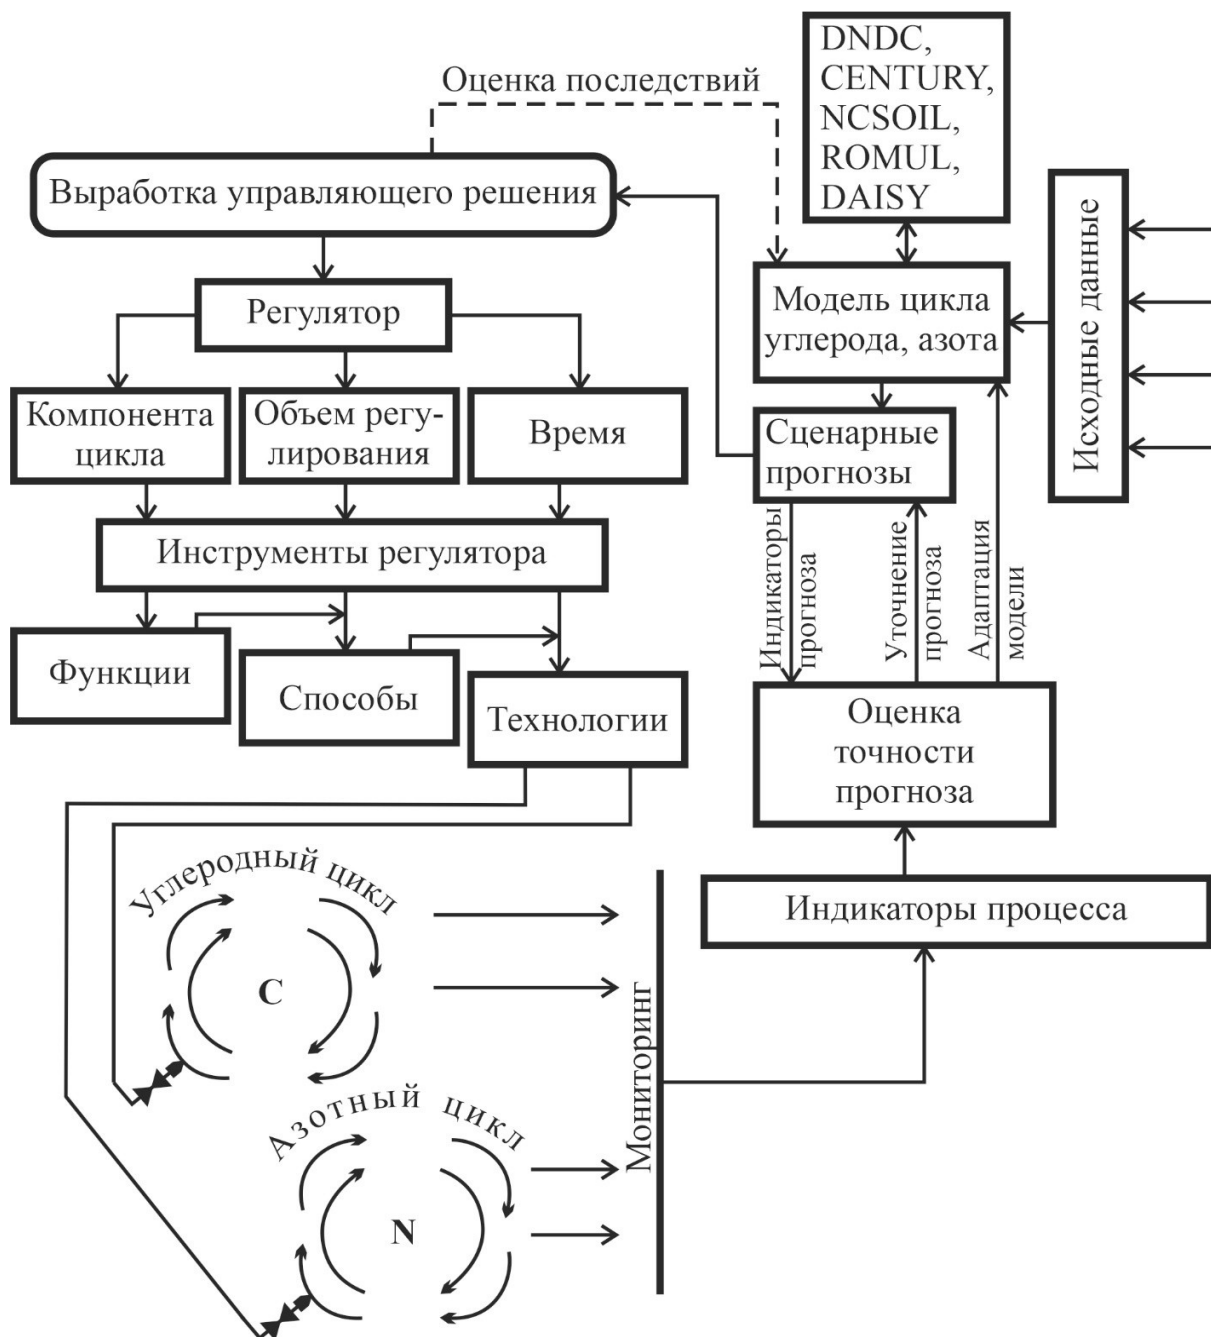 DNDC,
CENTURY,
NCSOIL,
ROMUL,
DAISY
Оценка последствий
Выработка управляющего решения
Регулятор
Модель цикла
углерода, азота
Исходные данные
Компонента
цикла
Объем регу-
лирования
Время
Сценарные
прогнозы
Инструменты регулятора
Индикаторы
прогноза
Уточнение
прогноза
Адаптация
модели
Функции
Способы
Технологии
Оценка
точности
прогноза
Углеродный цикл
C
Индикаторы процесса
Мониторинг
Азотный цикл
N